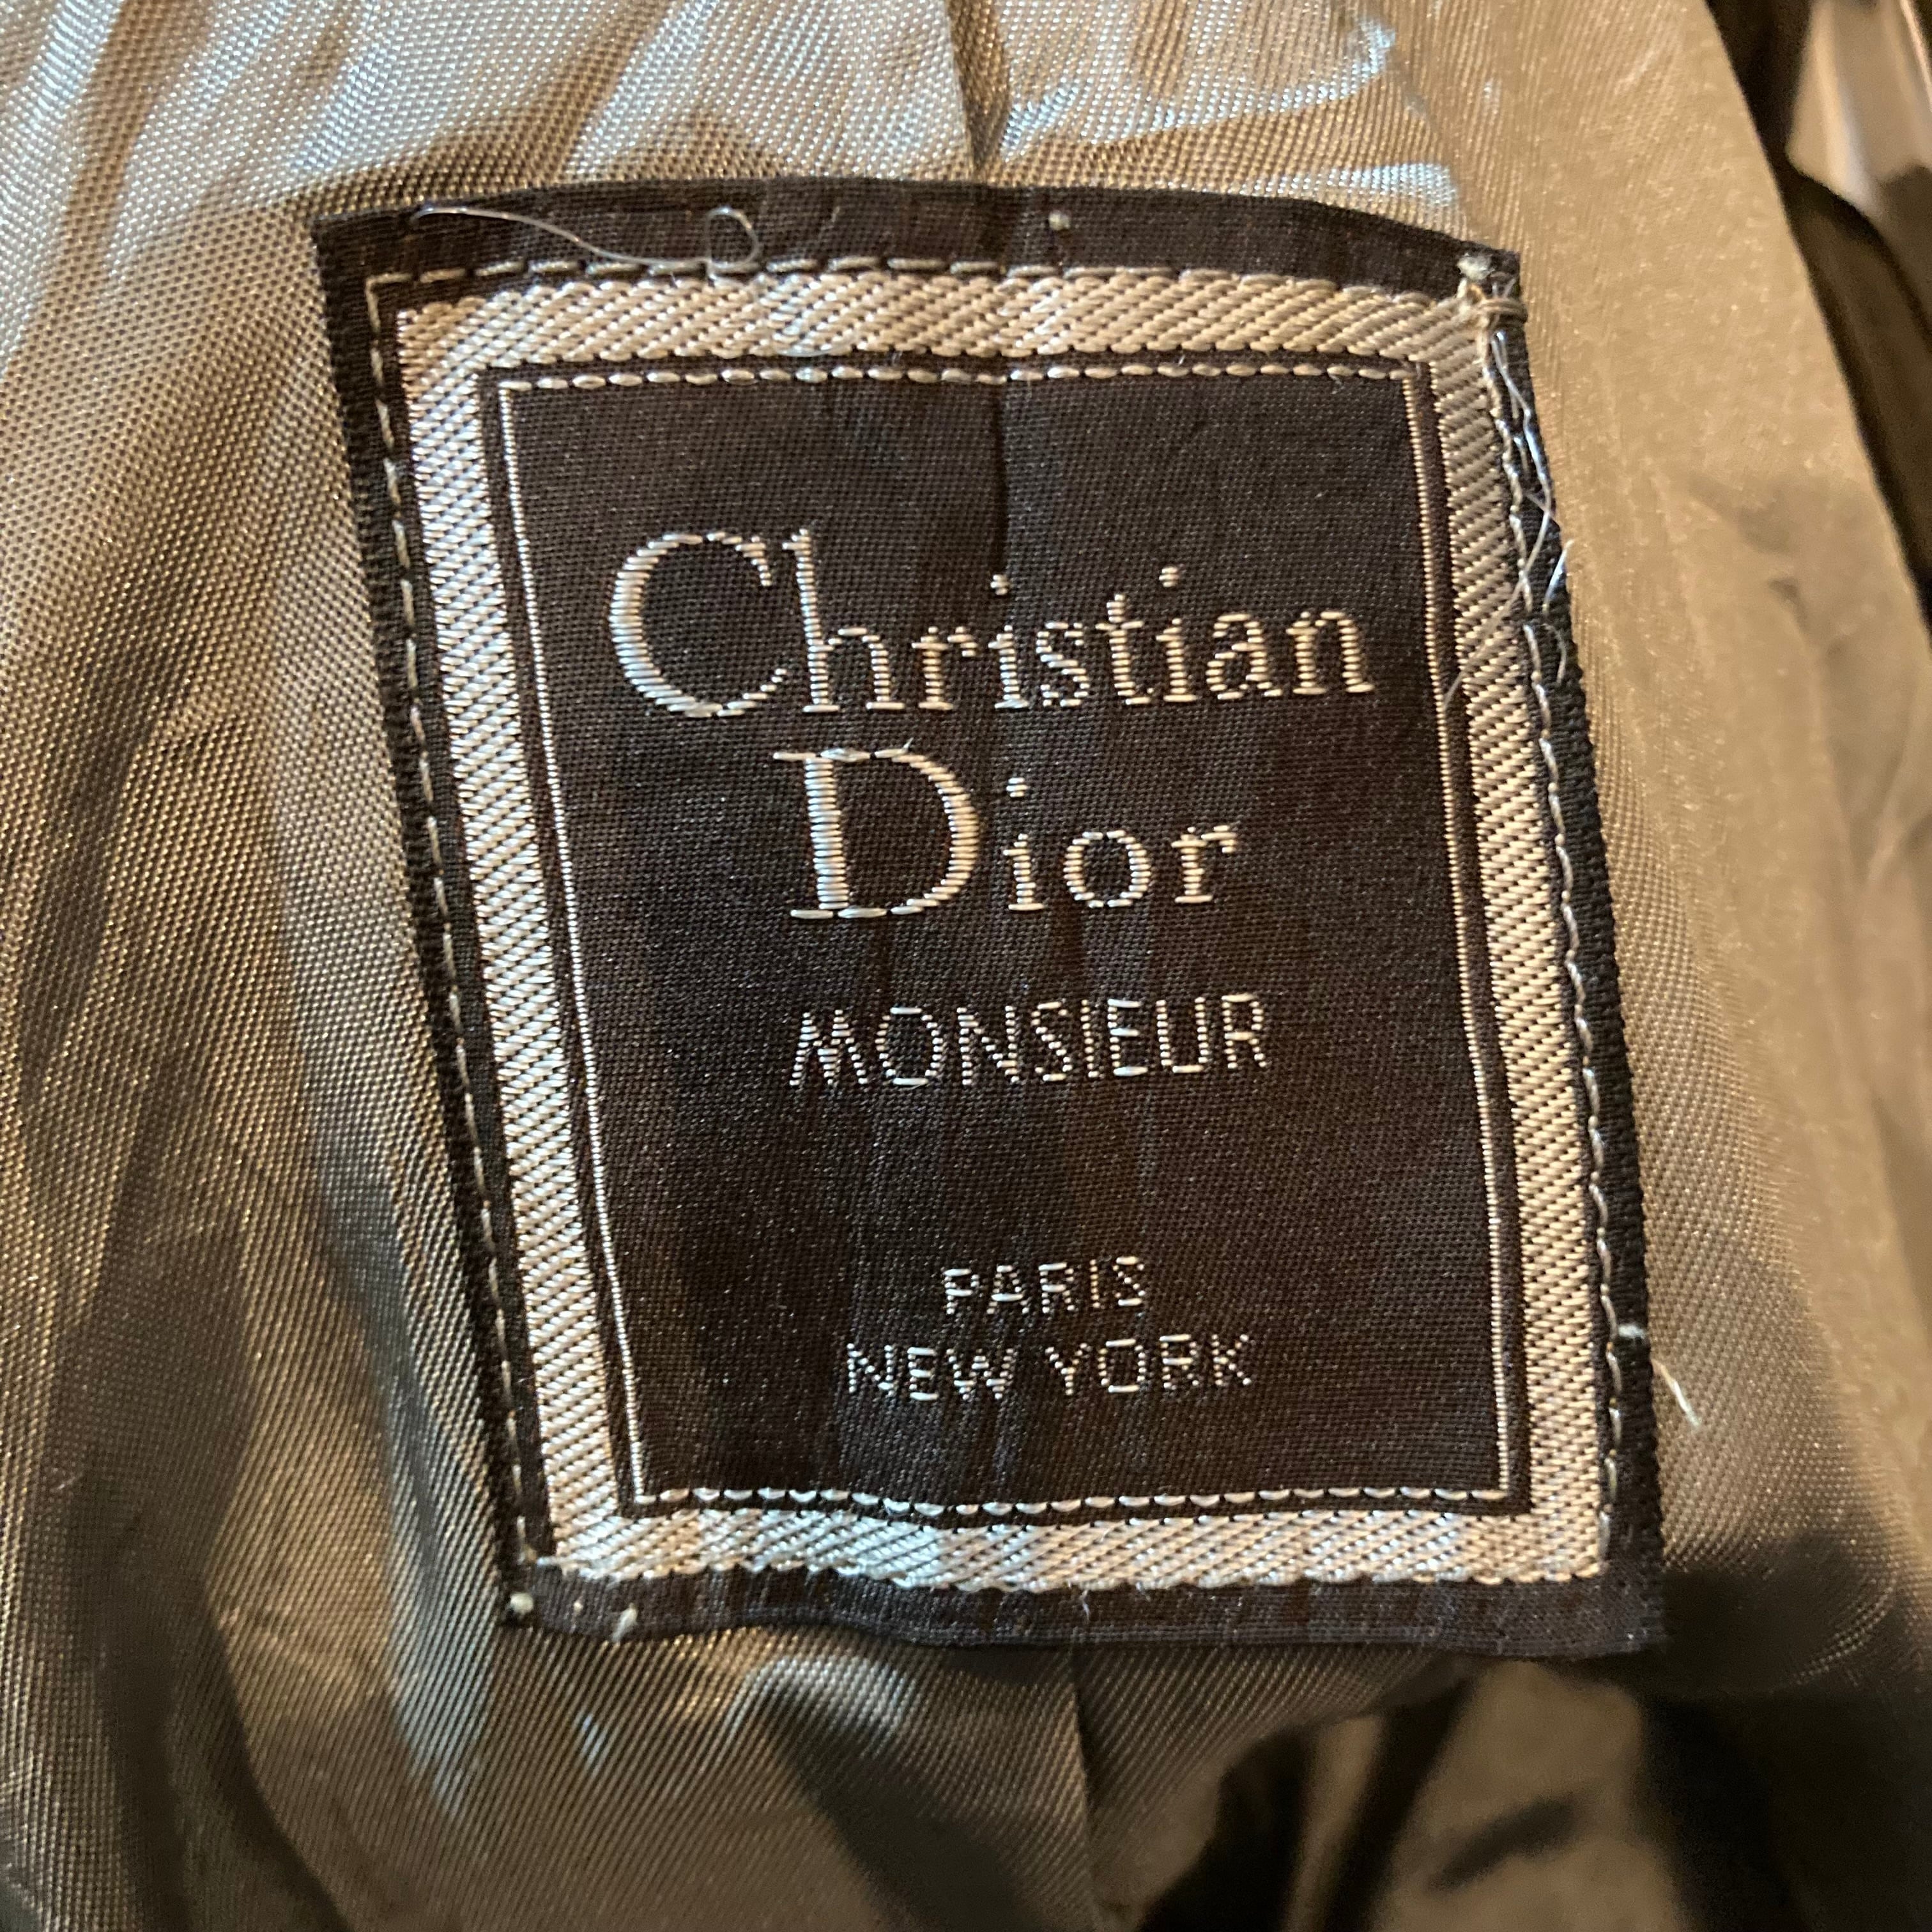 Christian
Dior
MONSIEUR
PARIS
NEW YORK